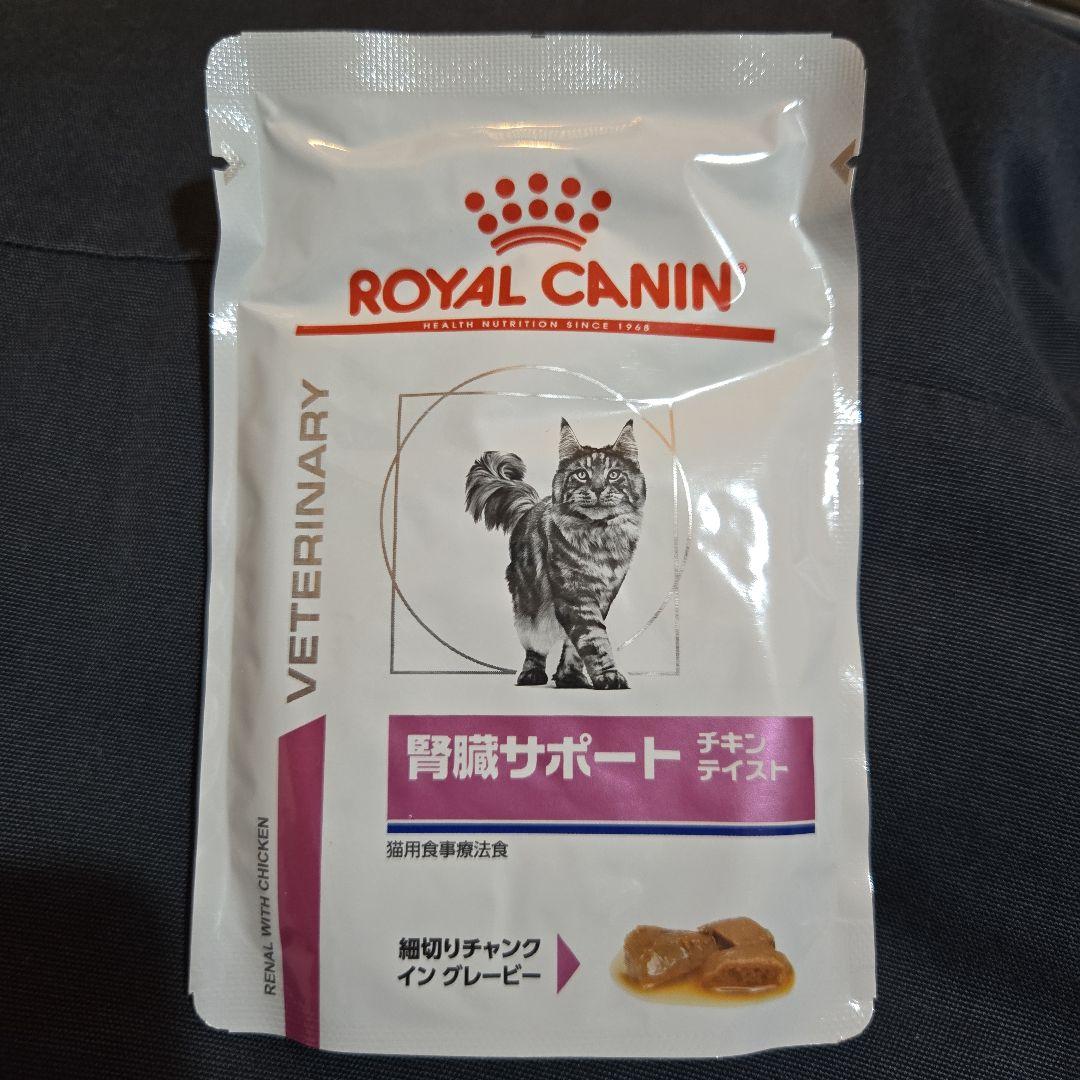 ROYAL CANIN®
HEALTH NUTRITION SINCE 1968
VETERINARY
腎臓サポート
チキン
テイスト
猫用食事療法食
RENAL WITH CHICKEN
細切りチャンク
イン グレービー